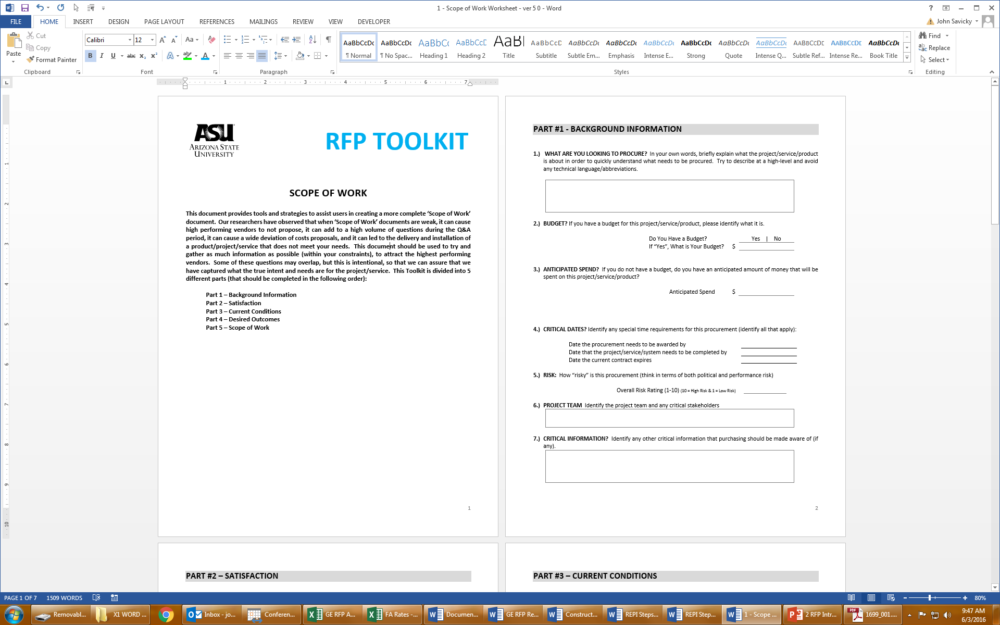 1 - Scope of Work Worksheet - ver 5 0 - Word
FILE
HOME
INSERT
DESIGN
PAGE LAYOUT
REFERENCES
MAILINGS
REVIEW
VIEW
DEVELOPER
John Savicky
Paste
Cut
Copy
Format Painter
Clipboard
Calibri
12
Font
Paragraph
AaBbCcDc
¶ Normal
AaBbCcDc
¶ No Spac...
AaBbCc
Heading 1
AaBbCcD
Heading 2
AaBl
Title
AaBbCcD
Subtitle
AaBbCcDc
Subtle Em...
AaBbCcDc
Emphasis
AaBbCcDc
Intense E...
AaBbCcDc
Strong
AaBbCcDc
Quote
AaBbCcDc
Intense Q...
AaBbCcDc
Subtle Ref...
AaBbCcDc
Intense Re...
AaBbCcDc
Book Title
Styles
Find
Replace
Select
Editing
1 2 3 4 5 6 7
1
2
3
4
5
6
7
8
9
10
ASU
ARIZONA STATE
UNIVERSITY
RFP TOOLKIT
SCOPE OF WORK
This document provides tools and strategies to assist users in creating a more complete ‘Scope of Work’
document. Our researchers have observed that when ‘Scope of Work’ documents are weak, it can cause
high performing vendors to not propose, it can add to a high volume of questions during the Q&A
period, it can cause a wide deviation of costs proposals, and it can led to the delivery and installation of
a product/project/service that does not meet your needs. This document should be used to try and
gather as much information as possible (within your constraints), to attract the highest performing
vendors. Some of these questions may overlap, but this is intentional, so that we can assure that we
have captured what the true intent and needs are for the project/service. This Toolkit is divided into 5
different parts (that should be completed in the following order):
Part 1 – Background Information
Part 2 – Satisfaction
Part 3 – Current Conditions
Part 4 – Desired Outcomes
Part 5 – Scope of Work
1
PART #1 - BACKGROUND INFORMATION
1.) WHAT ARE YOU LOOKING TO PROCURE? In your own words, briefly explain what the project/service/product
is about in order to quickly understand what needs to be procured. Try to describe at a high-level and avoid
any technical language/abbreviations.
2.) BUDGET? If you have a budget for this project/service/product, please identify what it is.
Do You Have a Budget? Yes | No
If “Yes”, What is Your Budget? $
3.) ANTICIPATED SPEND? If you do not have a budget, do you have an anticipated amount of money that will be
spent on this project/service/product?
Anticipated Spend $
4.) CRITICAL DATES? Identify any special time requirements for this procurement (identify all that apply):
Date the procurement needs to be awarded by
Date that the project/service/system needs to be completed by
Date the current contract expires
5.) RISK: How “risky” is this procurement (think in terms of both political and performance risk)
Overall Risk Rating (1-10) (10 = High Risk & 1 = Low Risk)
6.) PROJECT TEAM Identify the project team and any critical stakeholders
7.) CRITICAL INFORMATION? Identify any other critical information that purchasing should be made aware of (if
any).
2
PART #2 – SATISFACTION
PART #3 – CURRENT CONDITIONS
PAGE 1 OF 7
1509 WORDS
80%
Removabl...
X1 WORD ...
Inbox - jo...
Conferen...
GE RFP A...
FA Rates -...
Documen...
GE RFP Re...
Construct...
REPI Steps...
REPI Step...
1 - Scope ...
2 RFP Intr...
1699_001....
9:47 AM
6/3/2016